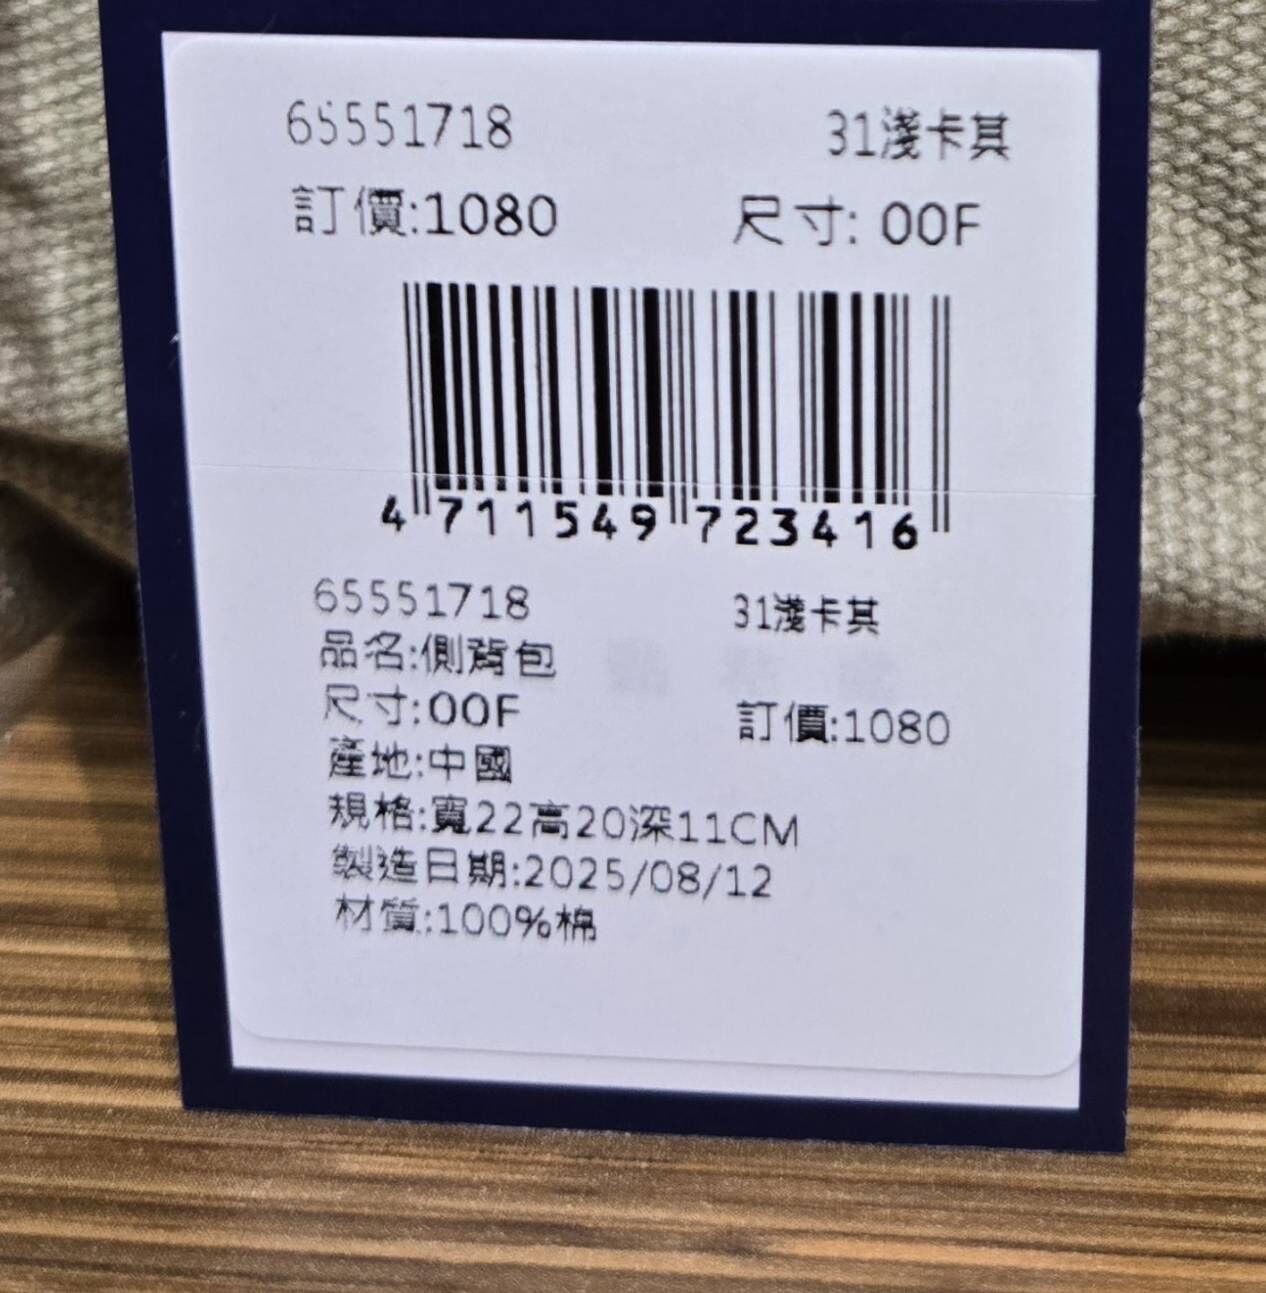 65551718 31淺卡其
訂價:1080 尺寸: 00F
4 711549 723416
65551718 31淺卡其
品名:側背包
尺寸:00F 訂價:1080
產地:中國
規格:寬22高20深11CM
製造日期:2025/08/12
材質:100%棉